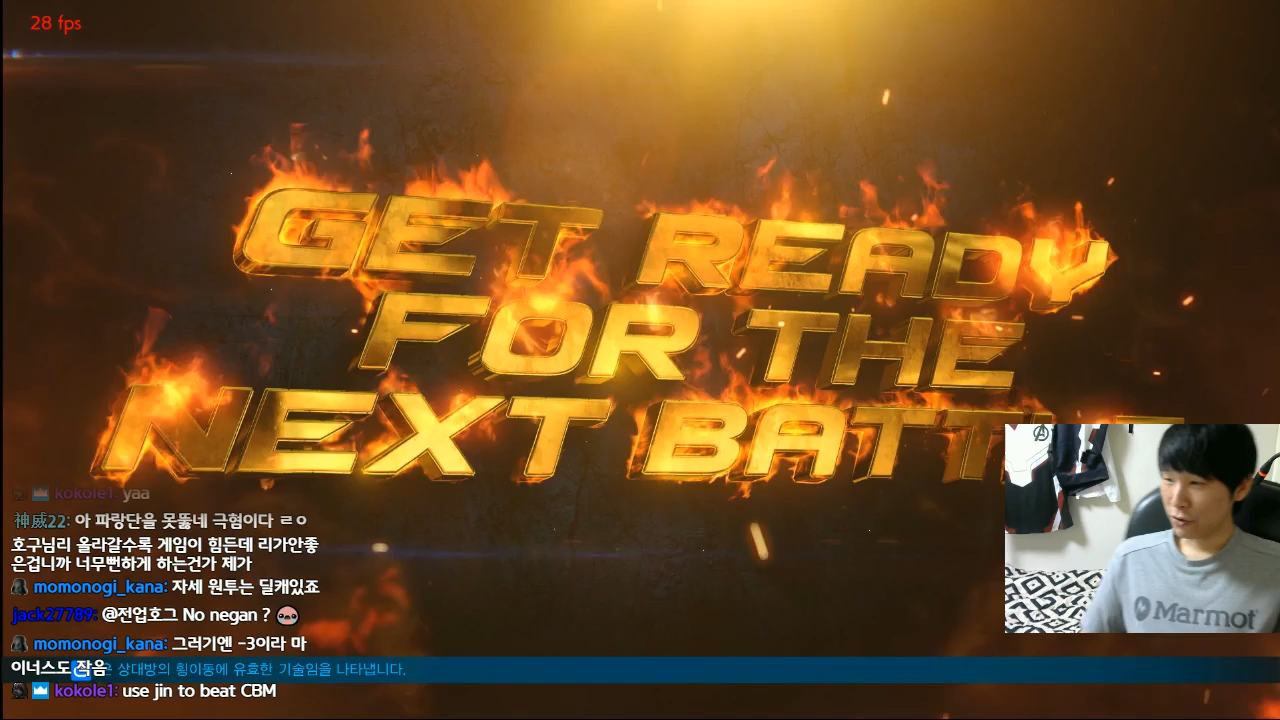 28 fps
GET READY
FOR THE
NEXT BATT
kokole1: yaa
神威22: 아 파랑단을 못뚫네 극혐이다 ㄹㅇ
호구님리 올라갈수록 게임이 힘든데 리가안좋
은겁니까 너무뻔하게 하는건가 제가
momonogi_kana: 자세 원투는 딜캐있죠
jack27789: @전업호그 No negan ?
momonogi_kana: 그러기엔 -3이라 마
이너스도 작음
상대방의 횡이동에 유효한 기술임을 나타냅니다.
kokole1: use jin to beat CBM
Marmot